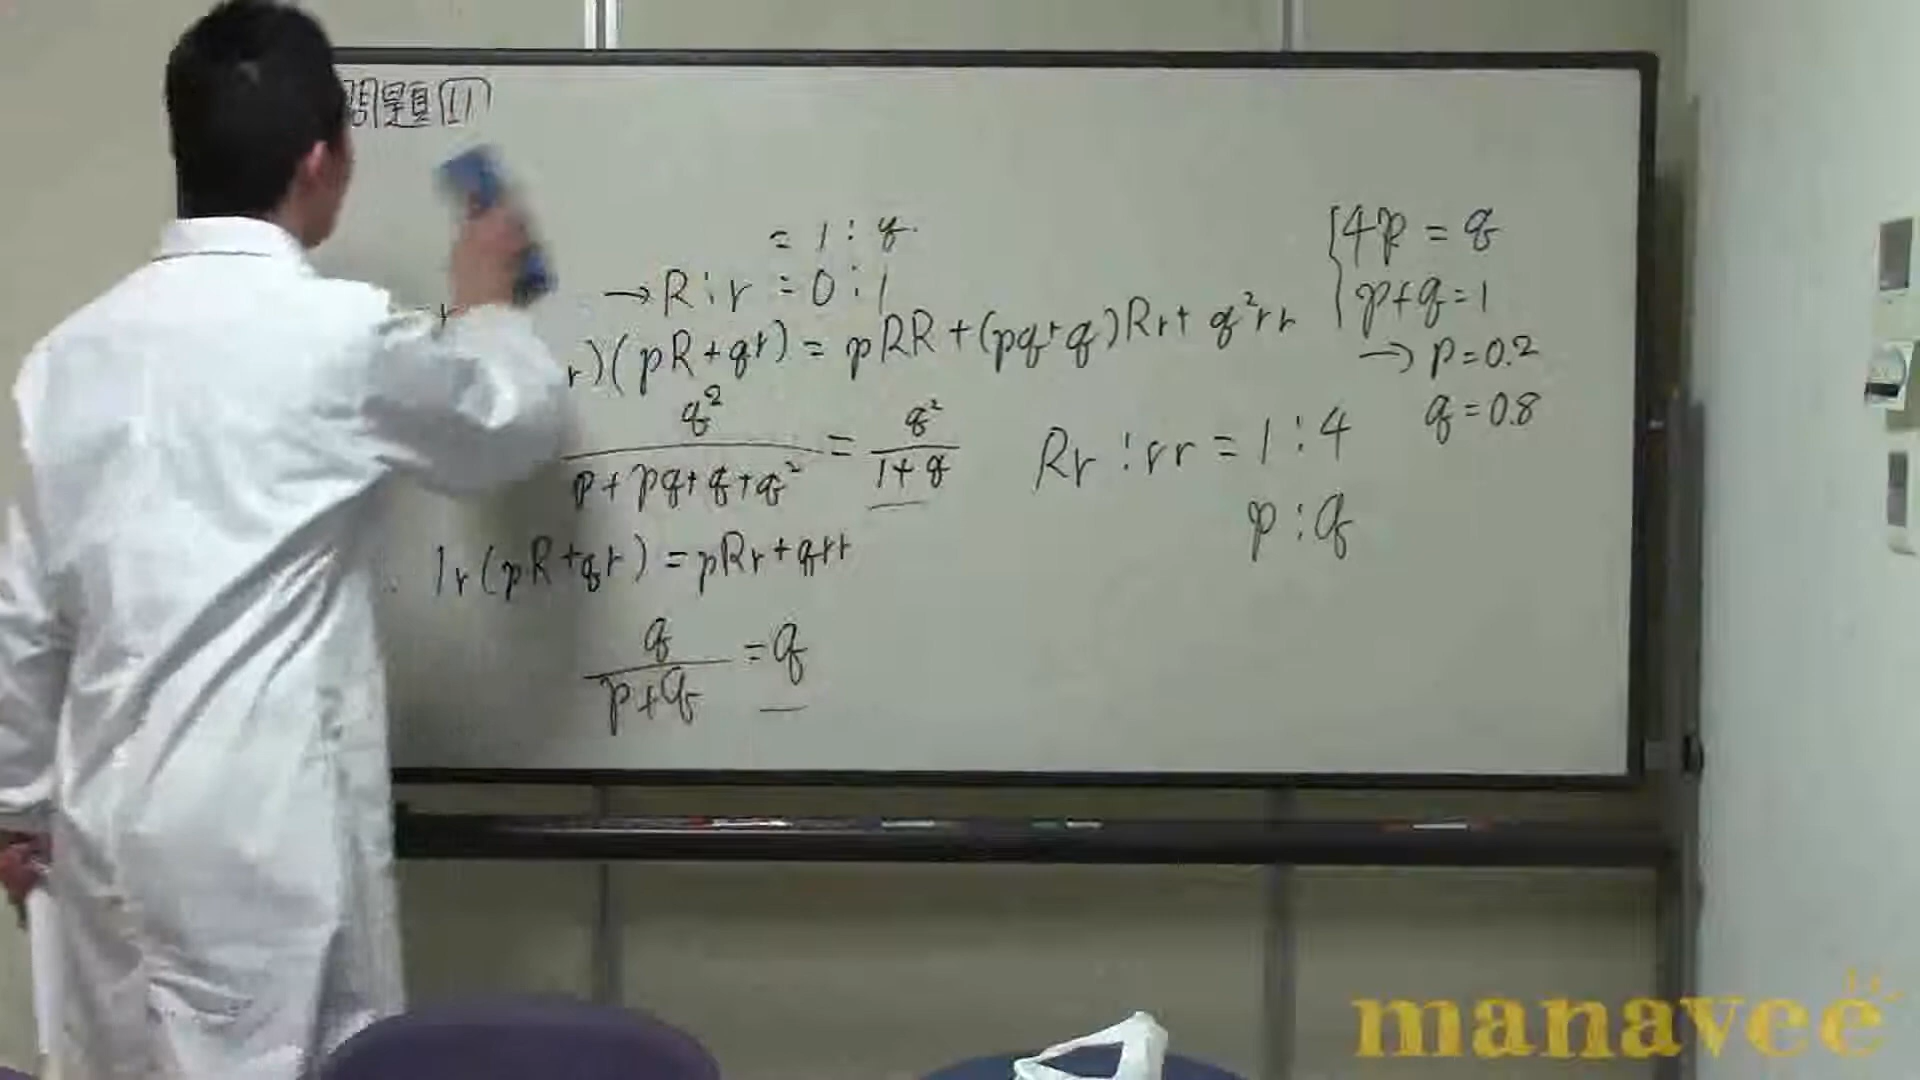 問題11
= 1 : q
→ R : r = 0 : 1
r)(pR+qr) = pRR+(pq+q)Rr+q²rr
q²/(p+pq+q+q²) = q²/(1+q)
1r(pR+qr) = pRr+qrr
q/(p+q) = q
4p = q
p+q=1
→ p=0.2
q=0.8
Rr : rr = 1 : 4
p : q
manavee